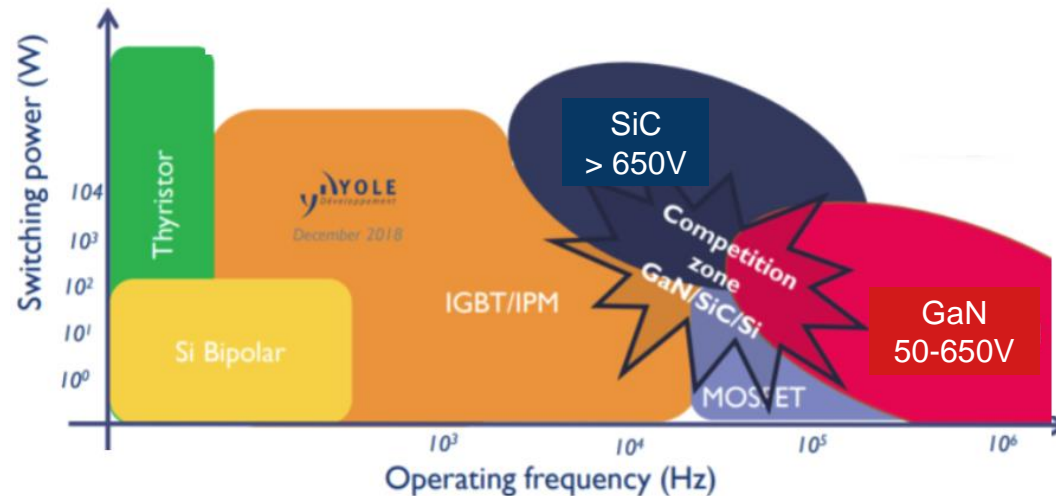 Switching power (W)
104
10³
10²
10¹
10⁰
Thyristor
Si Bipolar
YOLE
Développement
December 2018
IGBT/IPM
SiC
> 650V
Competition
zone
GaN/SiC/Si
MOSFET
GaN
50-650V
10³
10⁴
10⁵
10⁶
Operating frequency (Hz)